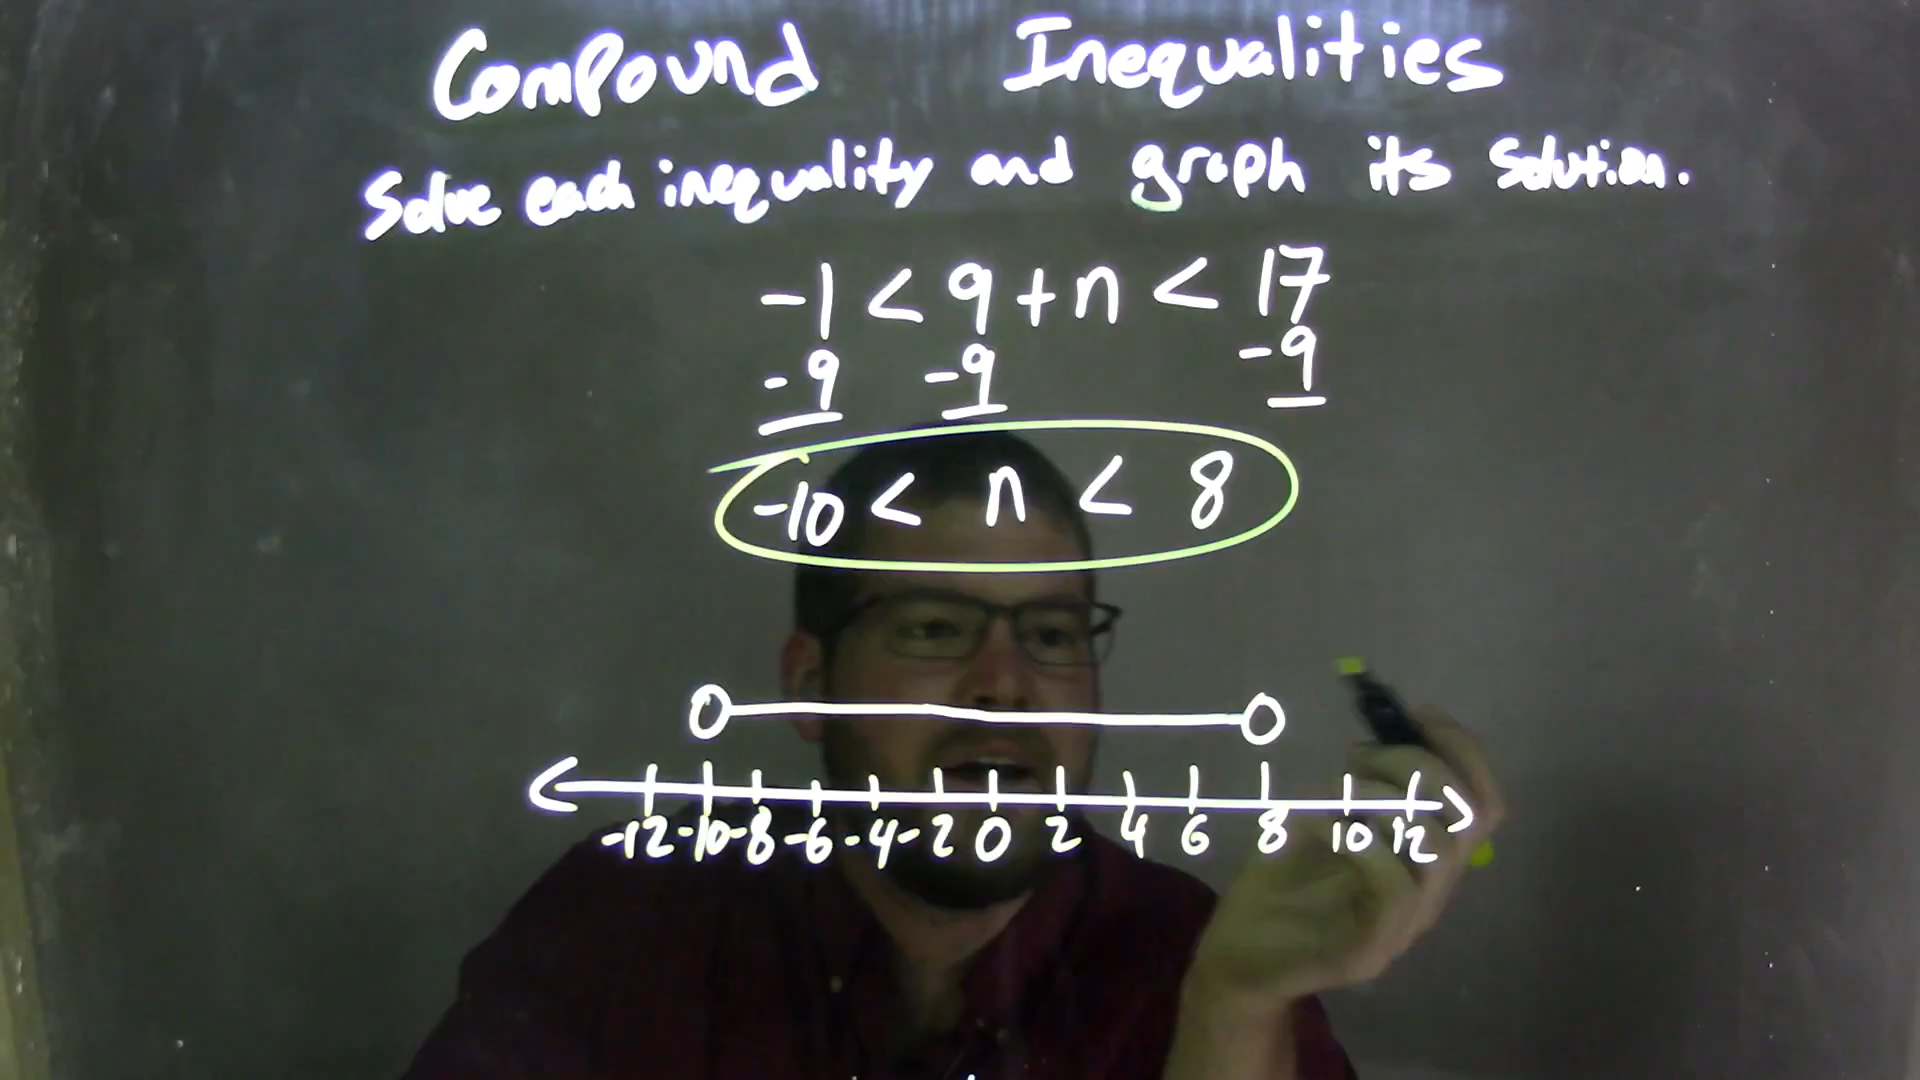 Compound Inequalities
Solve each inequality and graph its solution.
-1 < 9 + n < 17
-9 -9 -9
-10 < n < 8
-12 -10 -8 -6 -4 -2 0 2 4 6 8 10 12